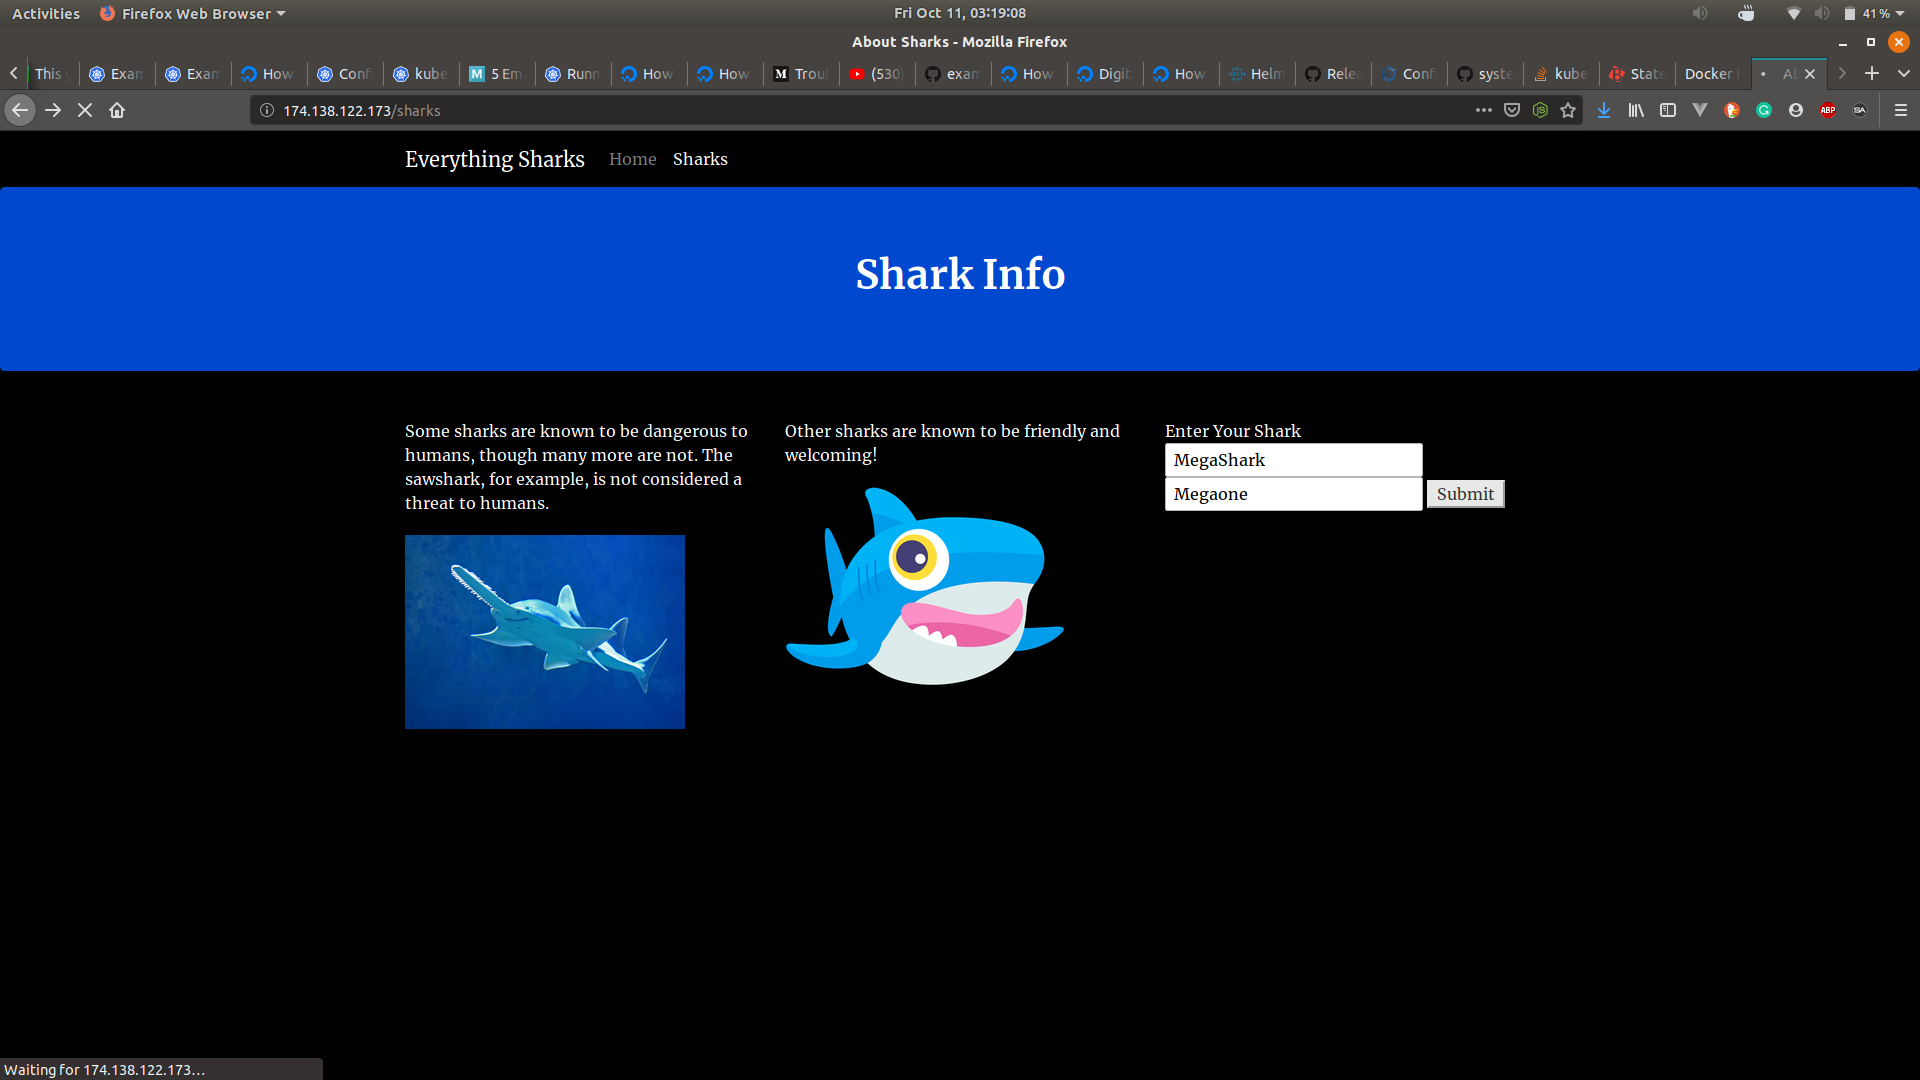 Activities
Firefox Web Browser
Fri Oct 11, 03:19:08
41 %
About Sharks - Mozilla Firefox
This
Exam
Exam
How
Conf
kube
M
5 Em
Runn
How
How
M
Trou
(530)
exam
How
Digit
How
HELM
Helm
Relea
Conf
syste
kube
State
Docker
Ab
174.138.122.173/sharks
ABP
SA
Everything Sharks
Home
Sharks
Shark Info
Some sharks are known to be dangerous to
humans, though many more are not. The
sawshark, for example, is not considered a
threat to humans.
Other sharks are known to be friendly and
welcoming!
Enter Your Shark
MegaShark
Megaone
Submit
Waiting for 174.138.122.173…